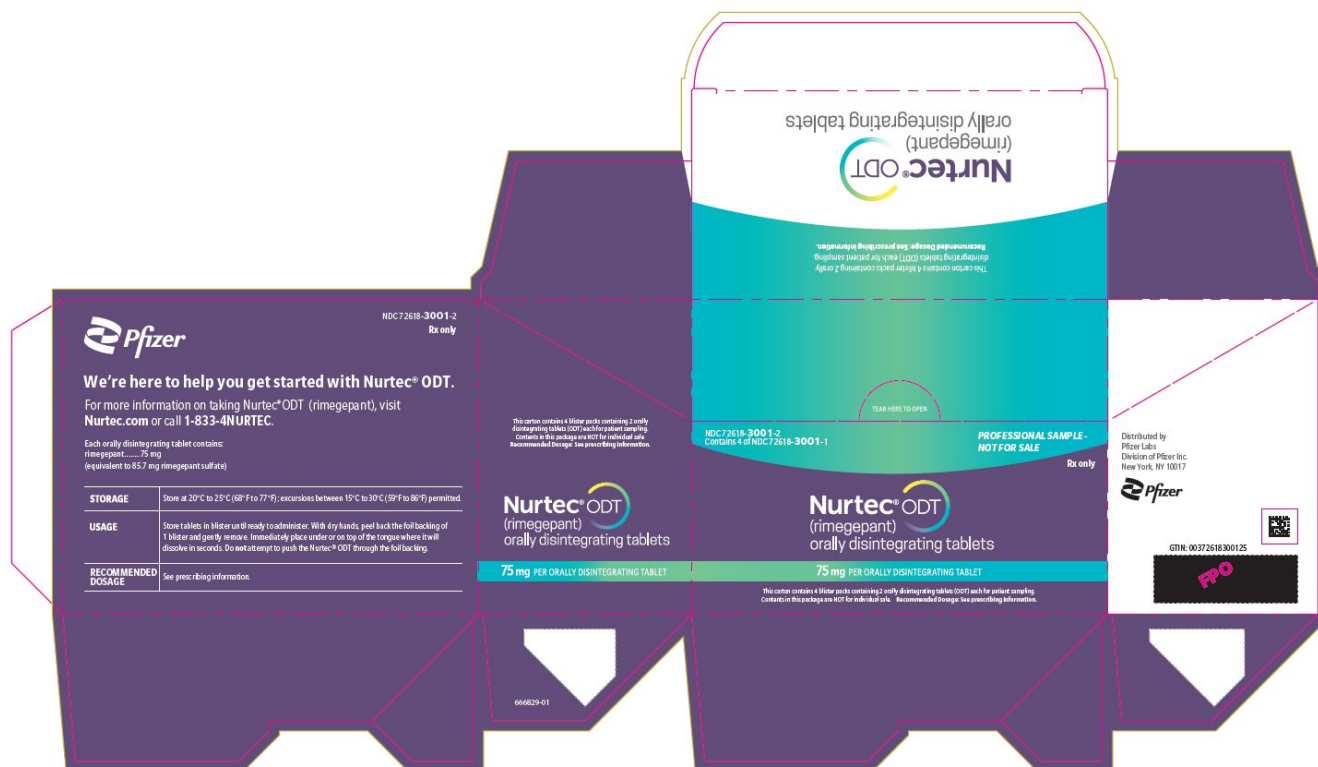 Nurtec® ODT
(rimegepant)
orally disintegrating tablets
This carton contains 4 blister packs containing 2 orally
disintegrating tablets (ODT) each for patient sampling.
Recommended Dosage: See prescribing information.
TEAR HERE TO OPEN
Pfizer
NDC 72618-3001-2
Rx only
We're here to help you get started with Nurtec® ODT.
For more information on taking Nurtec® ODT (rimegepant), visit
Nurtec.com or call 1-833-4NURTEC.
Each orally disintegrating tablet contains:
rimegepant........75 mg
(equivalent to 85.7 mg rimegepant sulfate)
STORAGE
Store at 20°C to 25°C (68°F to 77°F); excursions between 15°C to 30°C (59°F to 86°F) permitted.
USAGE
Store tablets in blister until ready to administer. With dry hands, peel back the foil backing of
1 blister and gently remove. Immediately place under or on top of the tongue where it will
dissolve in seconds. Do not attempt to push the Nurtec® ODT through the foil backing.
RECOMMENDED
DOSAGE
See prescribing information.
This carton contains 4 blister packs containing 2 orally
disintegrating tablets (ODT) each for patient sampling.
Contents in this package are NOT for individual sale.
Recommended Dosage: See prescribing information.
Nurtec® ODT
(rimegepant)
orally disintegrating tablets
75 mg PER ORALLY DISINTEGRATING TABLET
666829-01
NDC 72618-3001-2
Contains 4 of NDC 72618-3001-1
PROFESSIONAL SAMPLE -
NOT FOR SALE
Rx only
Nurtec® ODT
(rimegepant)
orally disintegrating tablets
75 mg PER ORALLY DISINTEGRATING TABLET
This carton contains 4 blister packs containing 2 orally disintegrating tablets (ODT) each for patient sampling.
Contents in this package are NOT for individual sale. Recommended Dosage: See prescribing information.
Distributed by
Pfizer Labs
Division of Pfizer Inc.
New York, NY 10017
Pfizer
GTIN: 00372618300125
FPO